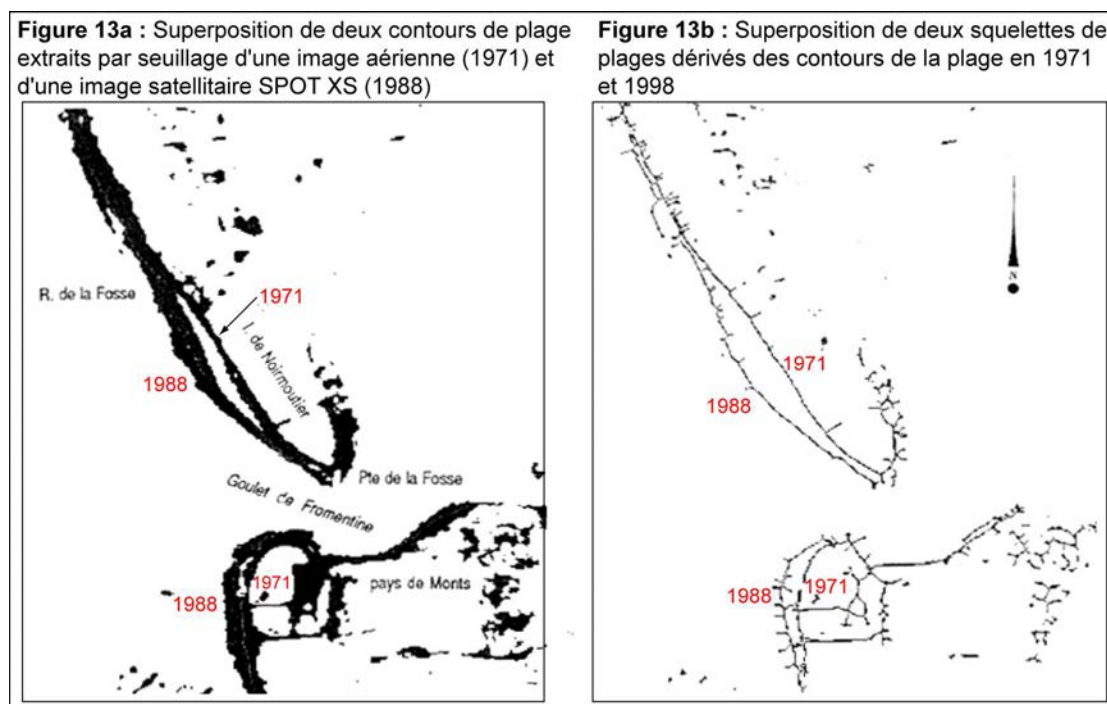 Figure 13a : Superposition de deux contours de plage
extraits par seuillage d'une image aérienne (1971) et
d'une image satellitaire SPOT XS (1988)
R. de la Fosse
1971
I. de Noirmoutier
1988
Pte de la Fosse
Goulet de Fromentine
1971
pays de Monts
1988
Figure 13b : Superposition de deux squelettes de
plages dérivés des contours de la plage en 1971
et 1998
N
1971
1988
1971
1988